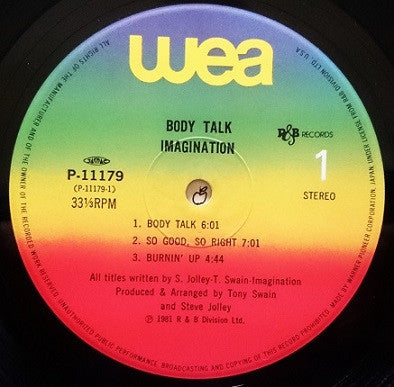 wea
BODY TALK
IMAGINATION
R&B RECORDS
JASRAC
P-11179
(P-11179-1)
33⅓RPM
1
STEREO
1. BODY TALK 6:01
2. SO GOOD, SO RIGHT 7:01
3. BURNIN' UP 4:44
All titles written by S. Jolley-T. Swain-Imagination
Produced & Arranged by Tony Swain
and Steve Jolley
℗ 1981 R & B Division Ltd.
ALL RIGHTS OF THE MANUFACTURER AND OF THE OWNER OF THE RECORDED WORK RESERVED. UNAUTHORIZED PUBLIC PERFORMANCE, BROADCASTING AND COPYING OF THIS RECORD PROHIBITED. MADE BY WARNER-PIONEER CORPORATION, JAPAN UNDER LICENSE FROM R&B DIVISION LTD., U.S.A.